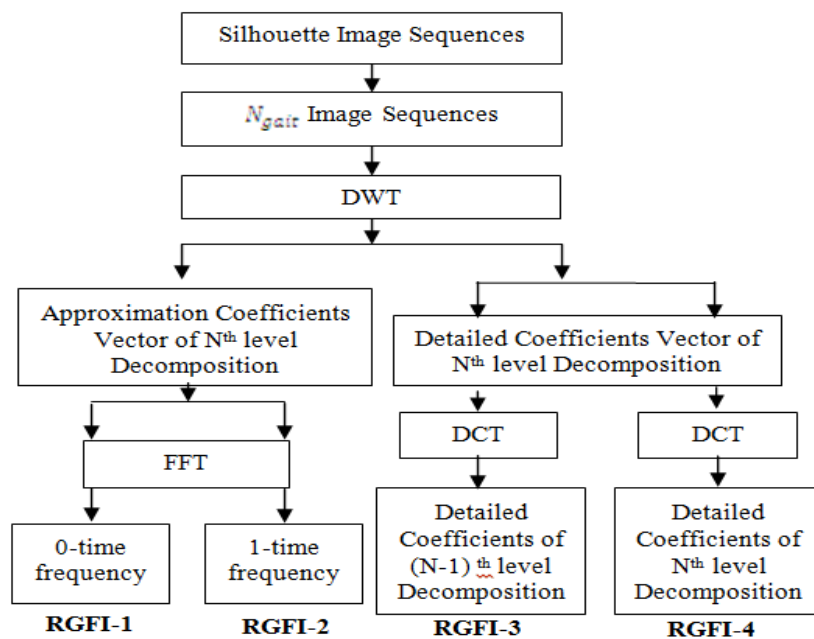 Silhouette Image Sequences
N_gait Image Sequences
DWT
Approximation Coefficients
Vector of Nth level
Decomposition
Detailed Coefficients Vector of
Nth level Decomposition
FFT
DCT
DCT
0-time
frequency
1-time
frequency
Detailed
Coefficients of
(N-1) th level
Decomposition
Detailed
Coefficients of
Nth level
Decomposition
RGFI-1
RGFI-2
RGFI-3
RGFI-4